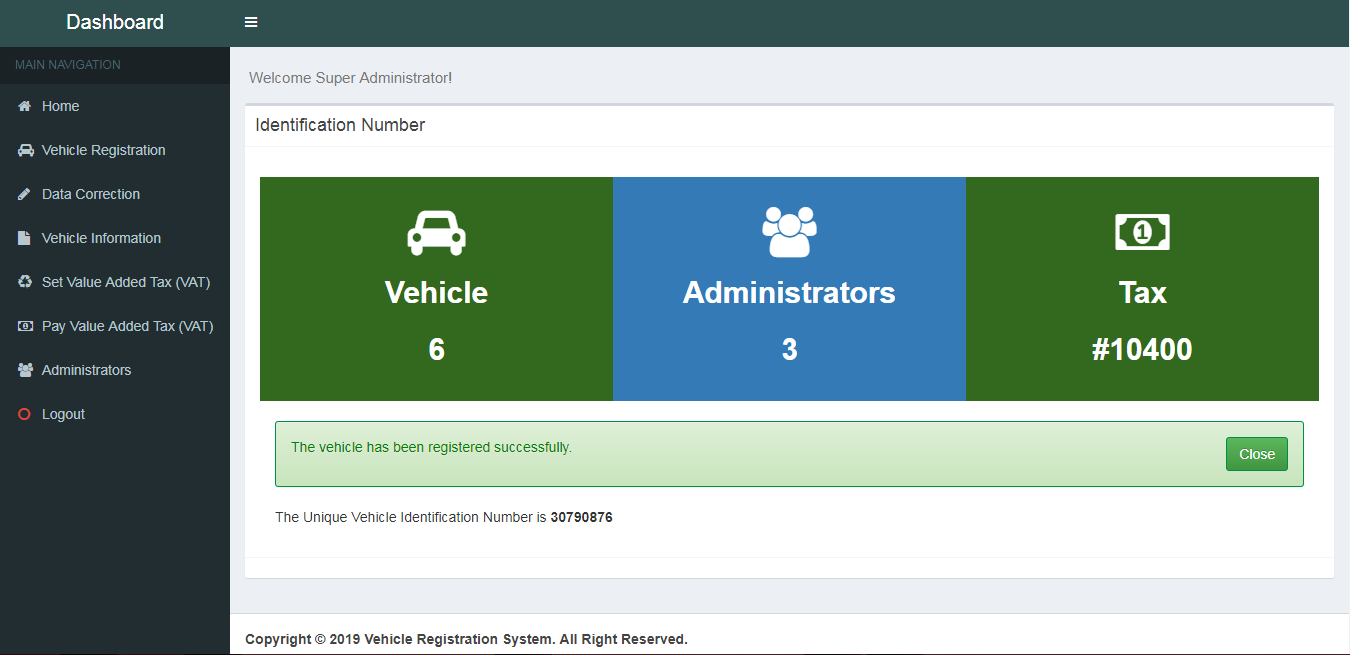 Dashboard
MAIN NAVIGATION
Home
Vehicle Registration
Data Correction
Vehicle Information
Set Value Added Tax (VAT)
Pay Value Added Tax (VAT)
Administrators
Logout
Welcome Super Administrator!
Identification Number
Vehicle
6
Administrators
3
1
Tax
#10400
The vehicle has been registered successfully.
Close
The Unique Vehicle Identification Number is 30790876
Copyright © 2019 Vehicle Registration System. All Right Reserved.